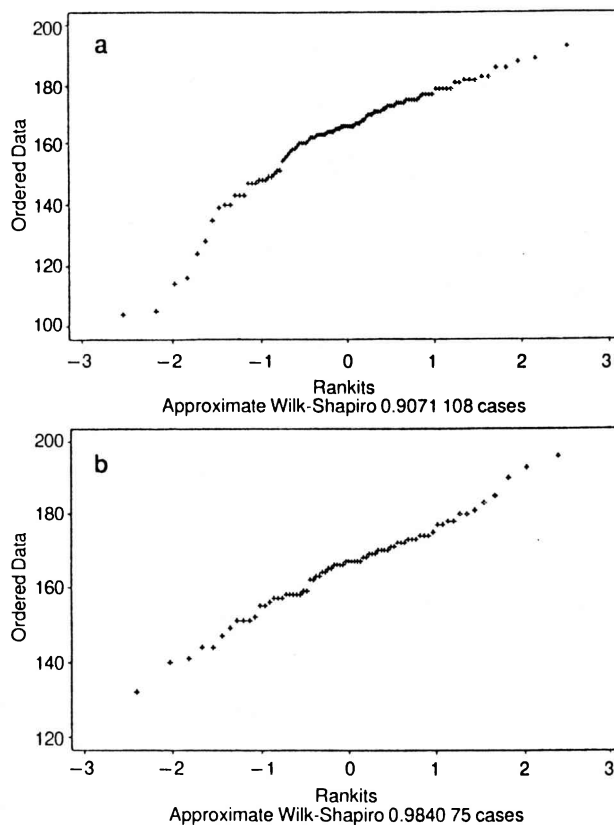 a
200
180
160
140
120
100
Ordered Data
−3 −2 −1 0 1 2 3
Rankits
Approximate Wilk-Shapiro 0.9071 108 cases
b
200
180
160
140
120
Ordered Data
−3 −2 −1 0 1 2 3
Rankits
Approximate Wilk-Shapiro 0.9840 75 cases